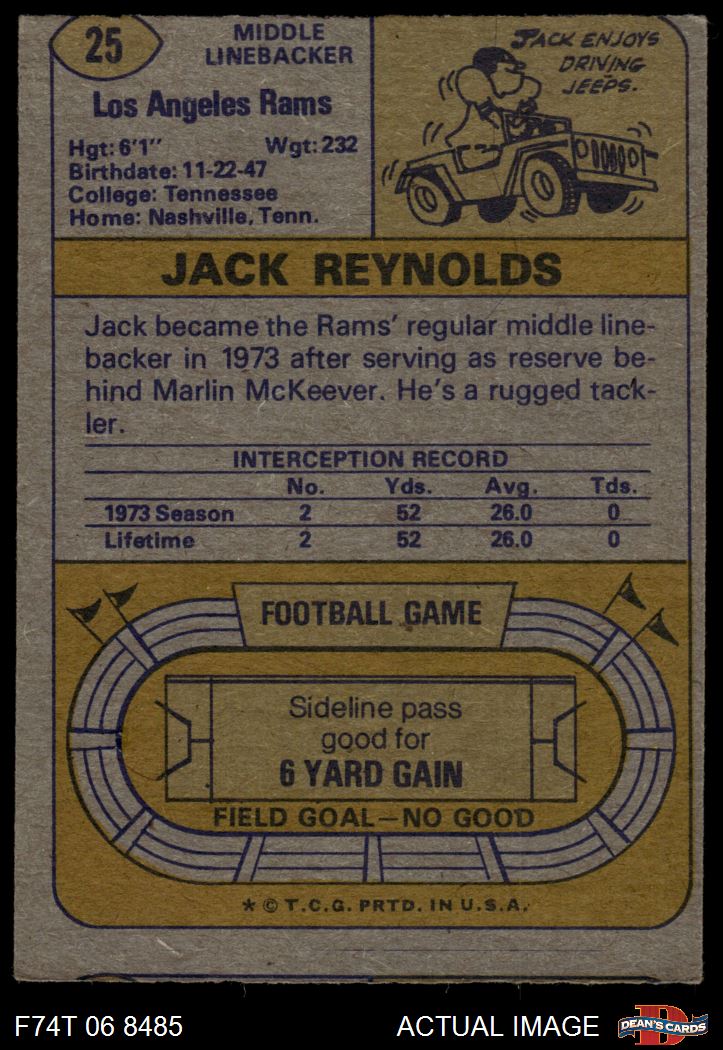 25
MIDDLE
LINEBACKER
Los Angeles Rams
Hgt: 6'1" Wgt: 232
Birthdate: 11-22-47
College: Tennessee
Home: Nashville, Tenn.
JACK ENJOYS
DRIVING
JEEPS.
JACK REYNOLDS
Jack became the Rams' regular middle line-
backer in 1973 after serving as reserve be-
hind Marlin McKeever. He's a rugged tack-
ler.
INTERCEPTION RECORD
No. Yds. Avg. Tds.
1973 Season 2 52 26.0 0
Lifetime 2 52 26.0 0
FOOTBALL GAME
Sideline pass
good for
6 YARD GAIN
FIELD GOAL—NO GOOD
* © T.C.G. PRTD. IN U.S.A.
F74T 06 8485 ACTUAL IMAGE
D
DEAN'S CARDS